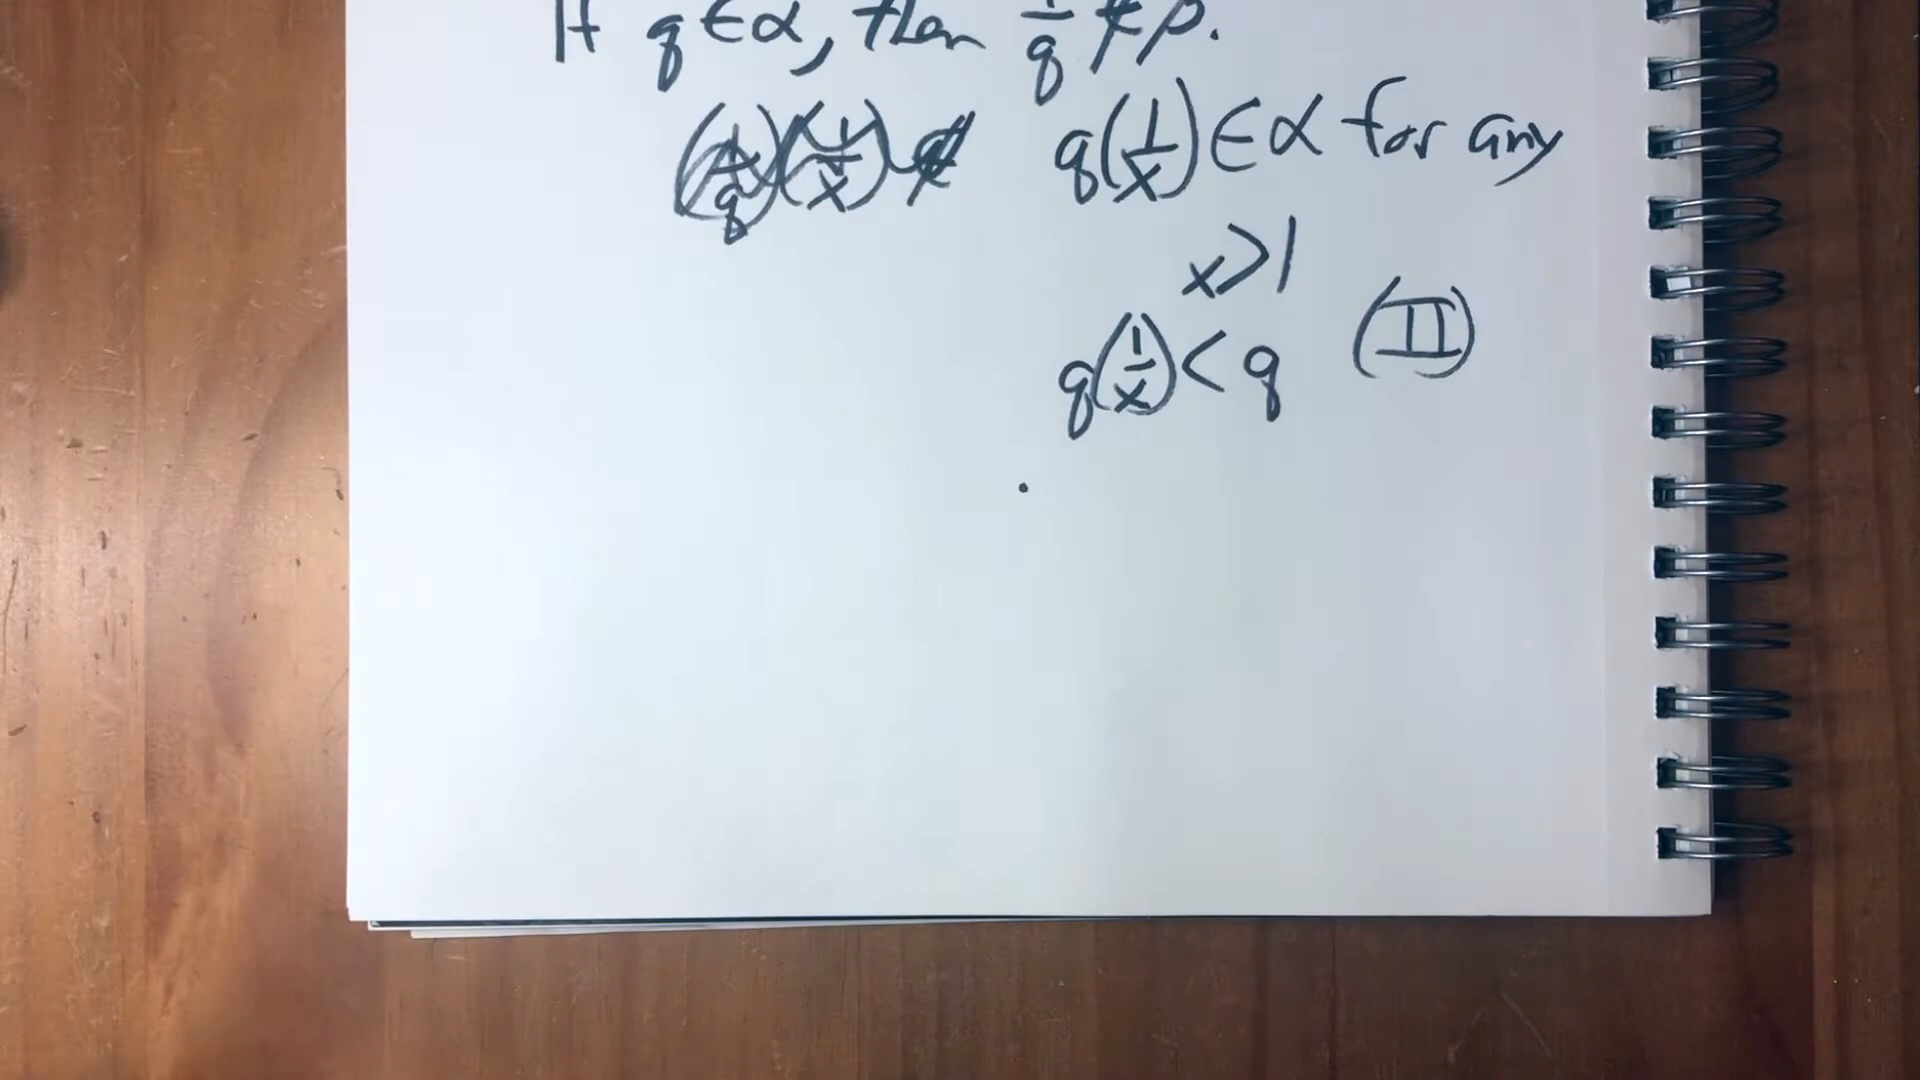 If q ∈ α, then 1/q ∉ β.
q(1/x) ∈ α for any
x > 1
q(1/x) < q (II)